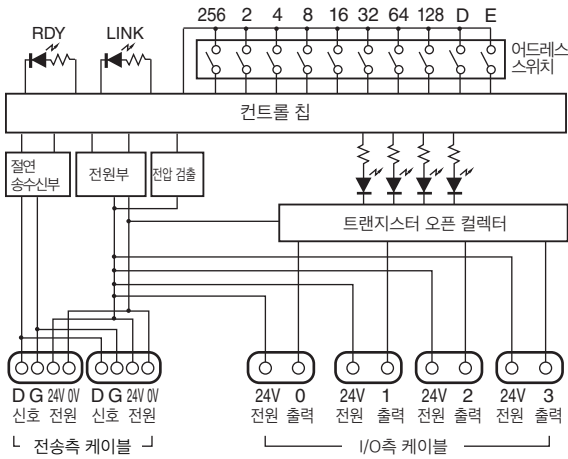 256 2 4 8 16 32 64 128 D E
RDY LINK
어드레스
스위치
컨트롤 칩
절연
송수신부
전원부
전압 검출
트랜지스터 오픈 컬렉터
D G 24V 0V D G 24V 0V 24V 0 24V 1 24V 2 24V 3
신호 전원 신호 전원 전원 출력 전원 출력 전원 출력 전원 출력
전송측 케이블 I/O측 케이블